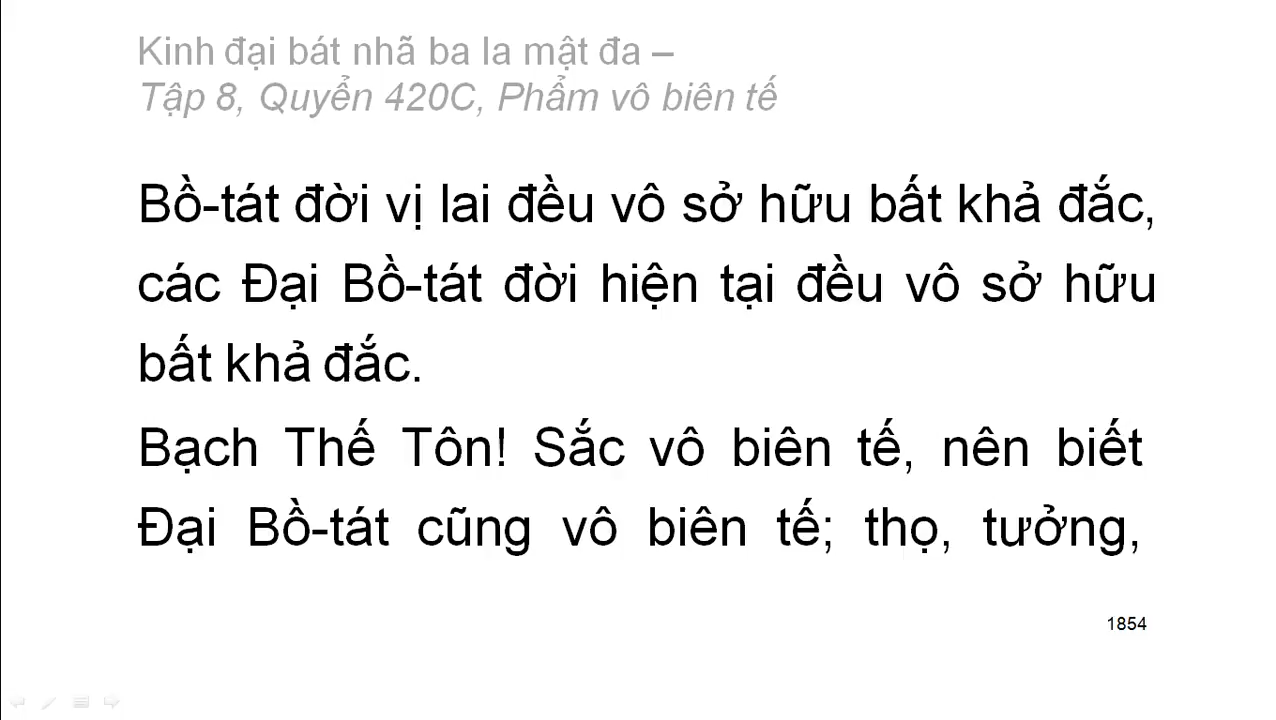 Kinh đại bát nhã ba la mật đa –
Tập 8, Quyển 420C, Phẩm vô biên tế
Bồ-tát đời vị lai đều vô sở hữu bất khả đắc,
các Đại Bồ-tát đời hiện tại đều vô sở hữu
bất khả đắc.
Bạch Thế Tôn! Sắc vô biên tế, nên biết
Đại Bồ-tát cũng vô biên tế; thọ, tưởng,
1854